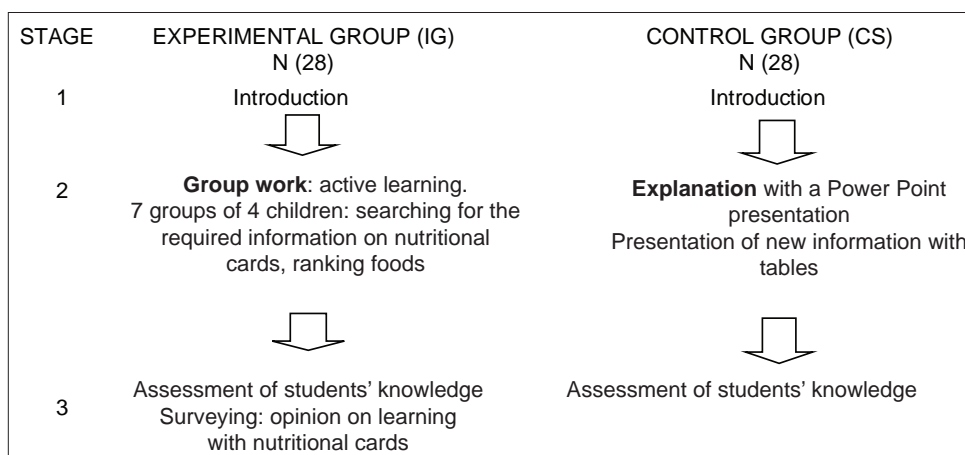 STAGE EXPERIMENTAL GROUP (IG) CONTROL GROUP (CS)
N (28) N (28)
1 Introduction Introduction
2 Group work: active learning.
7 groups of 4 children: searching for the
required information on nutritional
cards, ranking foods
Explanation with a Power Point
presentation
Presentation of new information with
tables
3 Assessment of students’ knowledge
Surveying: opinion on learning
with nutritional cards
Assessment of students’ knowledge